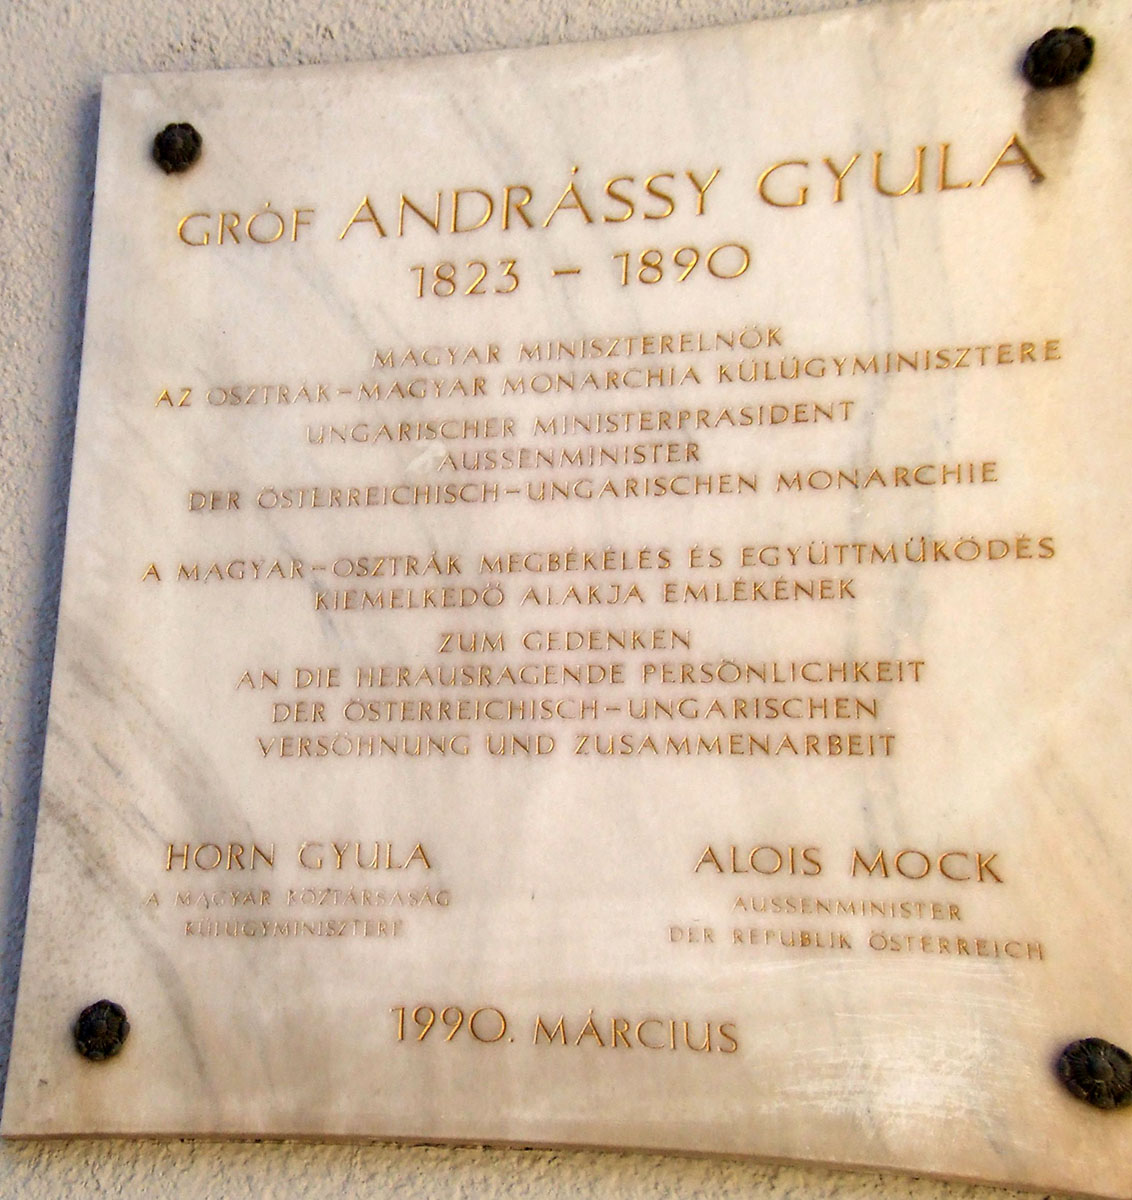 GRÓF ANDRÁSSY GYULA
1823 – 1890
MAGYAR MINISZTERELNÖK
AZ OSZTRÁK–MAGYAR MONARCHIA KÜLÜGYMINISZTERE
UNGARISCHER MINISTERPRASIDENT
AUSSENMINISTER
DER ÖSTERREICHISCH–UNGARISCHEN MONARCHIE
A MAGYAR–OSZTRÁK MEGBÉKÉLÉS ÉS EGYÜTTMŰKÖDÉS
KIEMELKEDŐ ALAKJA EMLÉKÉNEK
ZUM GEDENKEN
AN DIE HERAUSRAGENDE PERSÖNLICHKEIT
DER ÖSTERREICHISCH–UNGARISCHEN
VERSÖHNUNG UND ZUSAMMENARBEIT
HORN GYULA
A MAGYAR KÖZTÁRSASÁG
KÜLÜGYMINISZTERE
ALOIS MOCK
AUSSENMINISTER
DER REPUBLIK ÖSTERREICH
1990. MÁRCIUS